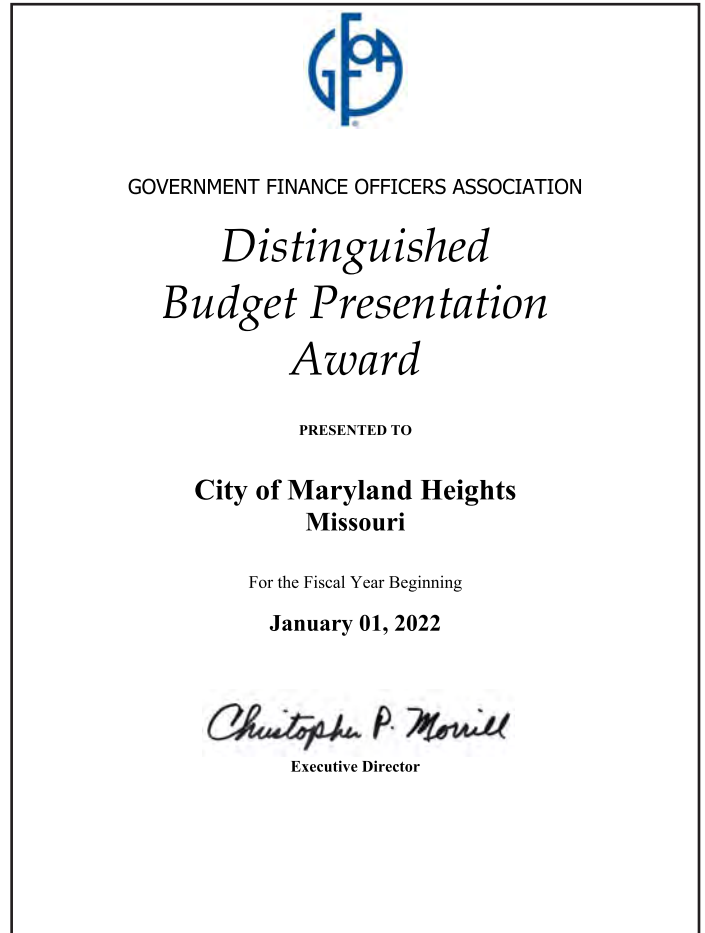 GFOA
®
GOVERNMENT FINANCE OFFICERS ASSOCIATION
Distinguished
Budget Presentation
Award
PRESENTED TO
City of Maryland Heights
Missouri
For the Fiscal Year Beginning
January 01, 2022
Christopher P. Morrill
Executive Director